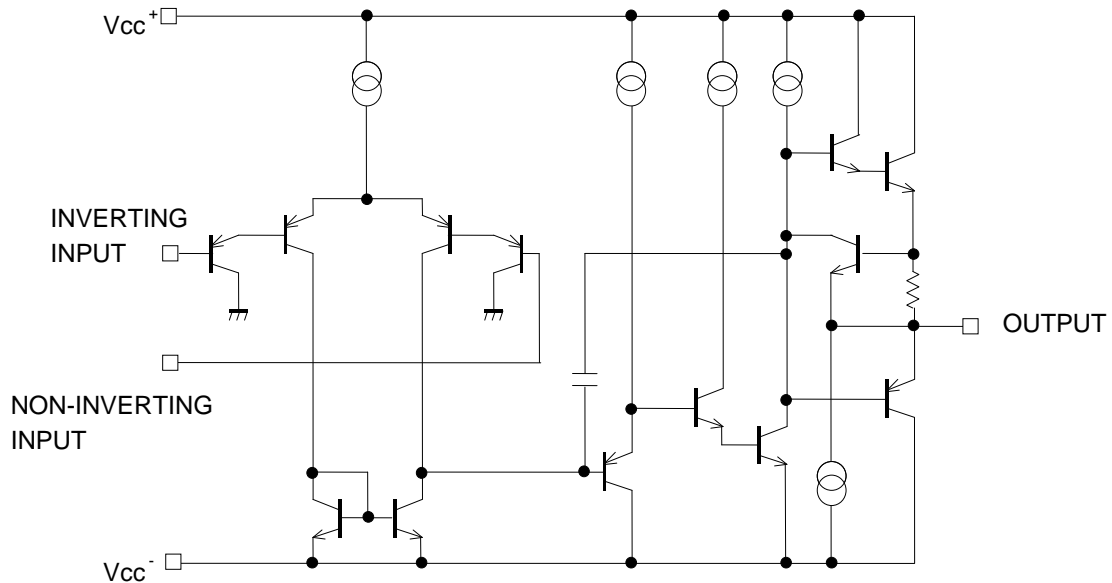 Vcc+
INVERTING
INPUT
OUTPUT
NON-INVERTING
INPUT
Vcc-